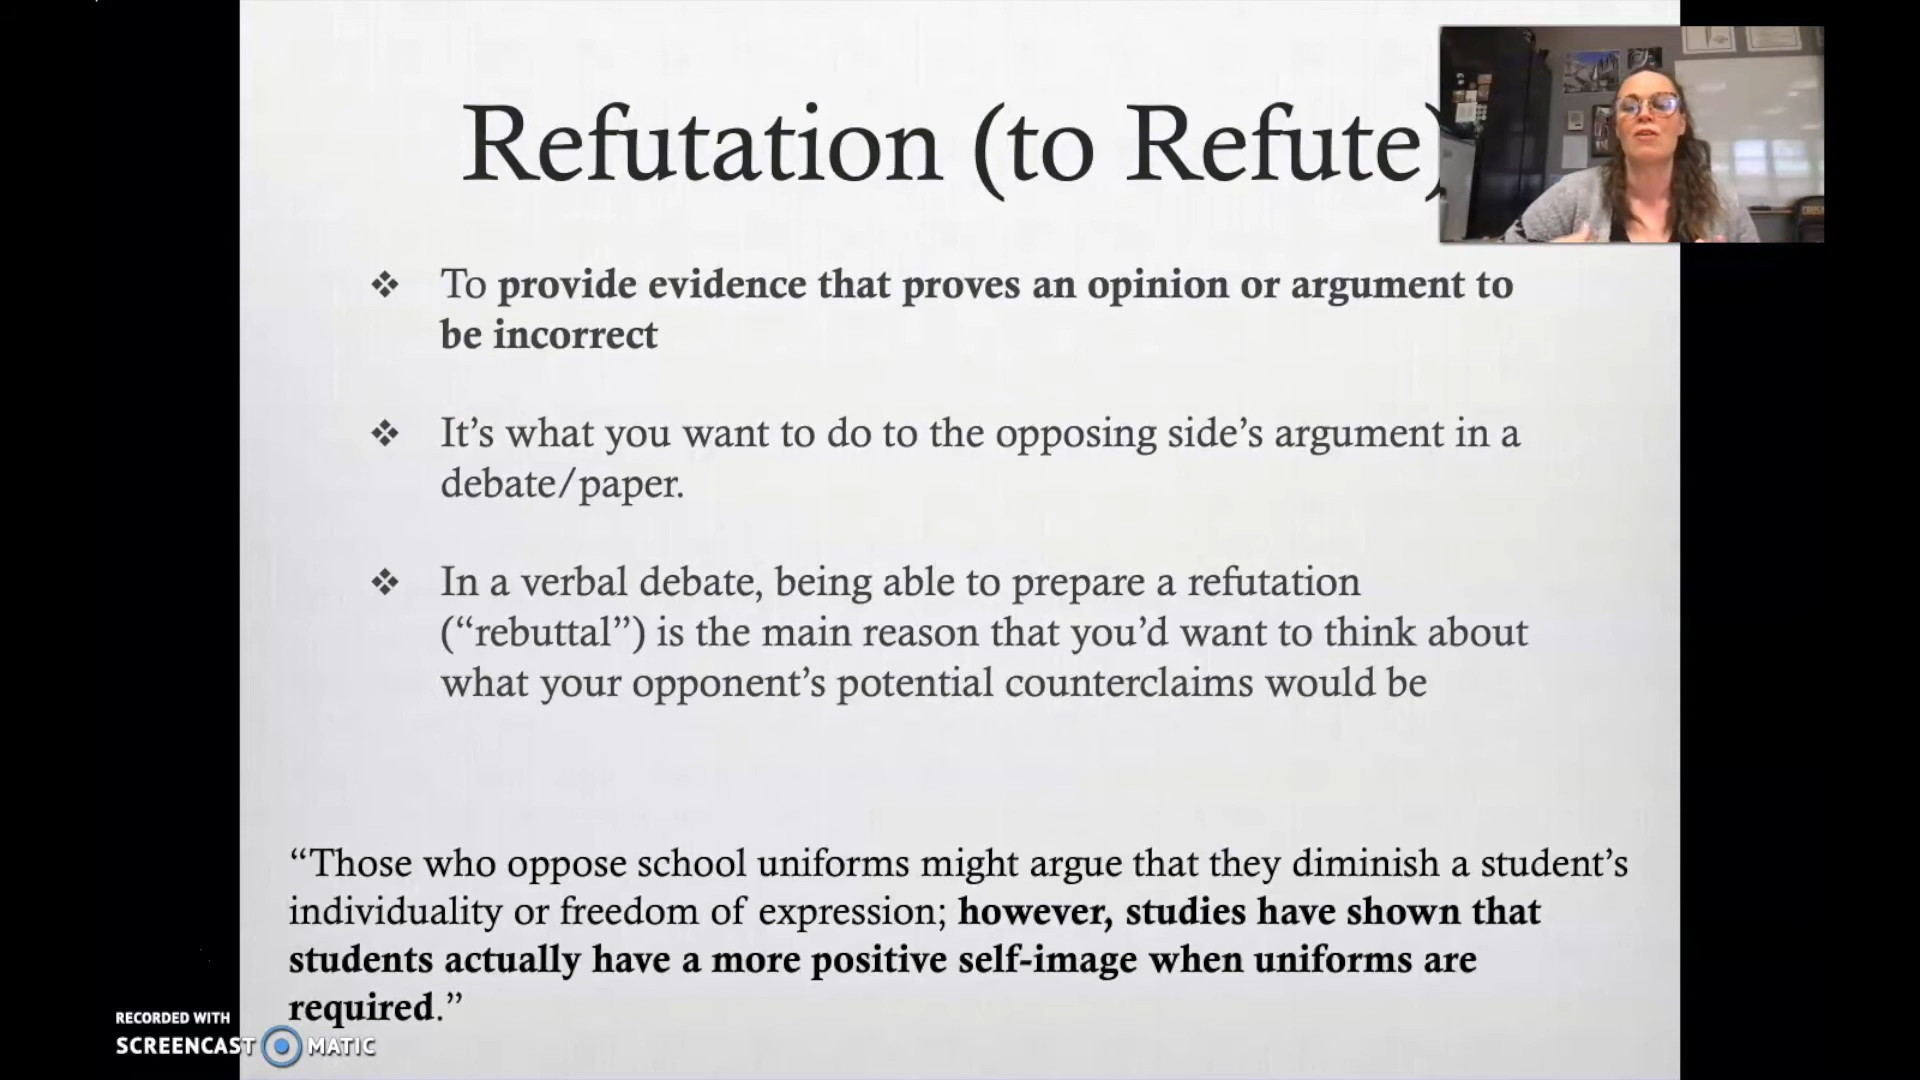 Refutation (to Refute)
❖ To provide evidence that proves an opinion or argument to
be incorrect
❖ It’s what you want to do to the opposing side’s argument in a
debate/paper.
❖ In a verbal debate, being able to prepare a refutation
(“rebuttal”) is the main reason that you’d want to think about
what your opponent’s potential counterclaims would be
“Those who oppose school uniforms might argue that they diminish a student’s
individuality or freedom of expression; however, studies have shown that
students actually have a more positive self-image when uniforms are
required.”
RECORDED WITH
SCREENCAST MATIC